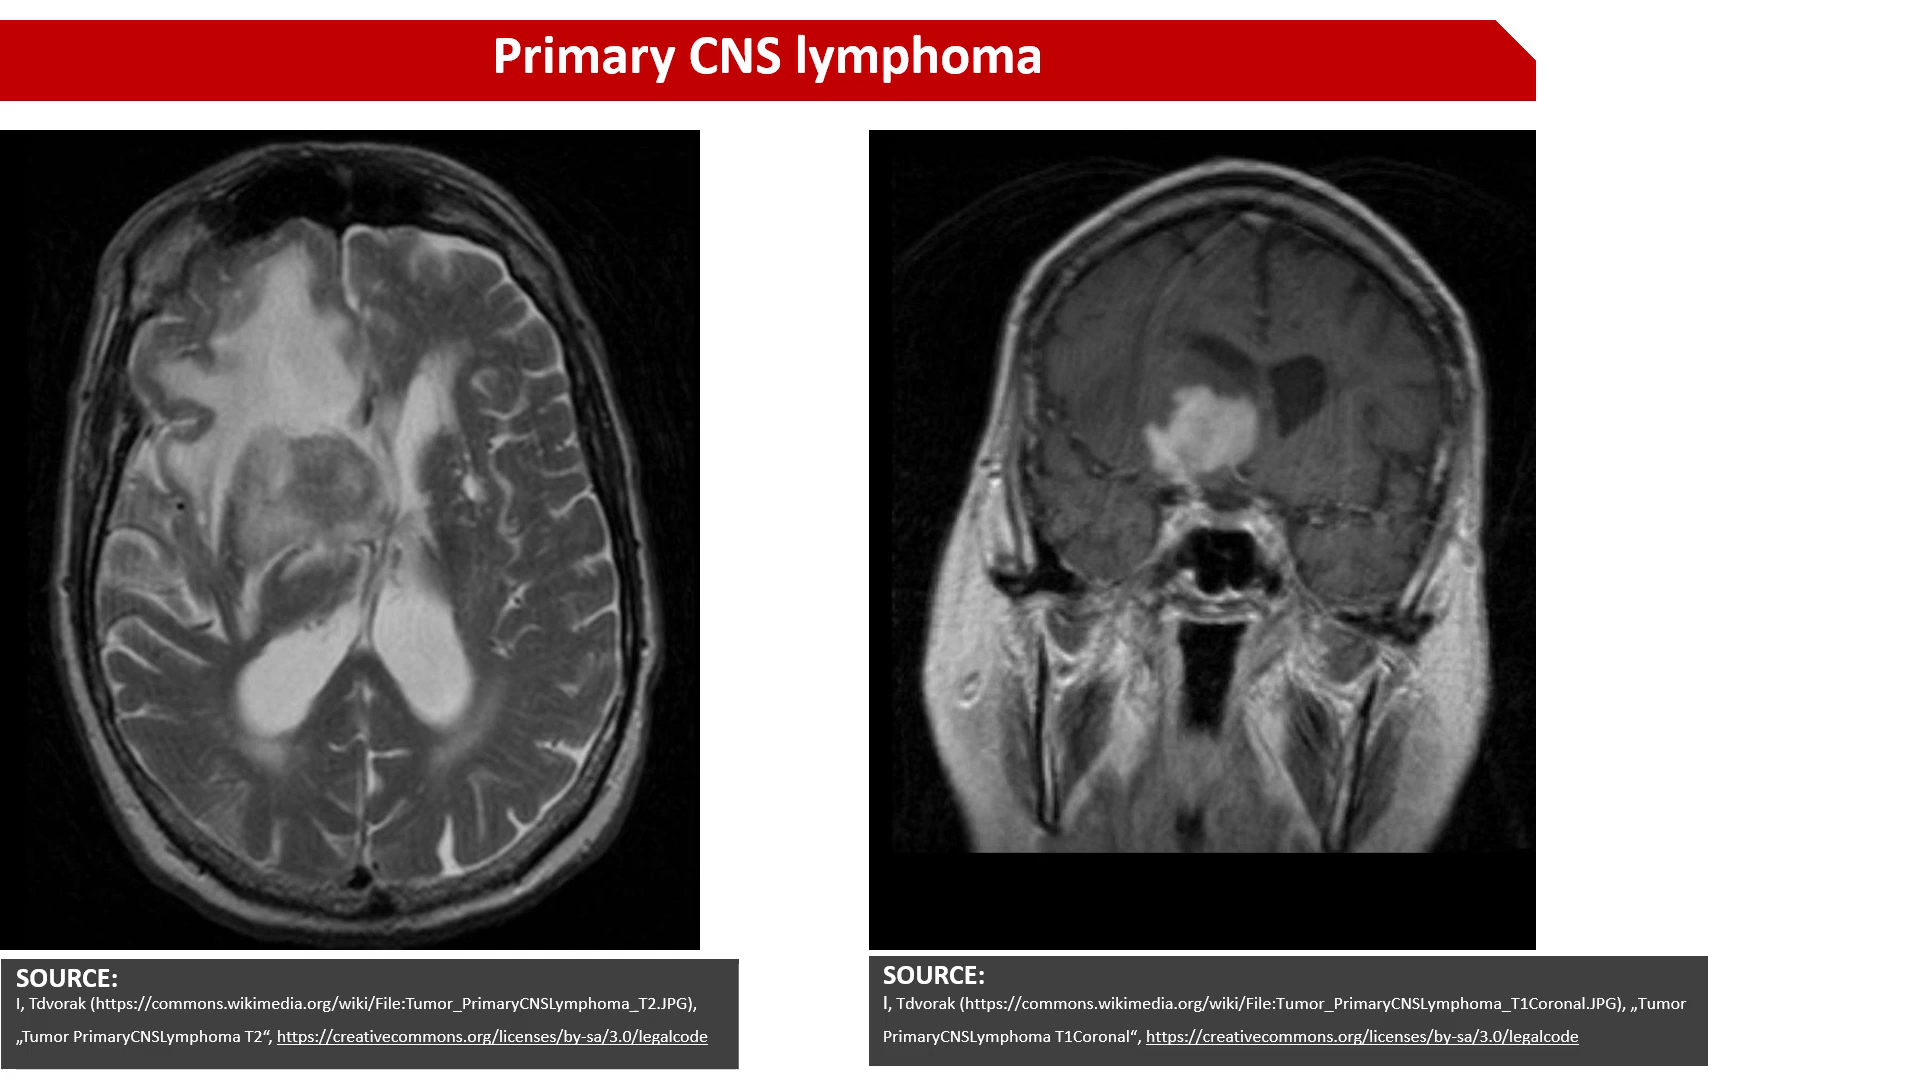 Primary CNS lymphoma
SOURCE:
I, Tdvorak (https://commons.wikimedia.org/wiki/File:Tumor_PrimaryCNSLymphoma_T2.JPG),
„Tumor PrimaryCNSLymphoma T2“, https://creativecommons.org/licenses/by-sa/3.0/legalcode
SOURCE:
I, Tdvorak (https://commons.wikimedia.org/wiki/File:Tumor_PrimaryCNSLymphoma_T1Coronal.JPG), „Tumor
PrimaryCNSLymphoma T1Coronal“, https://creativecommons.org/licenses/by-sa/3.0/legalcode